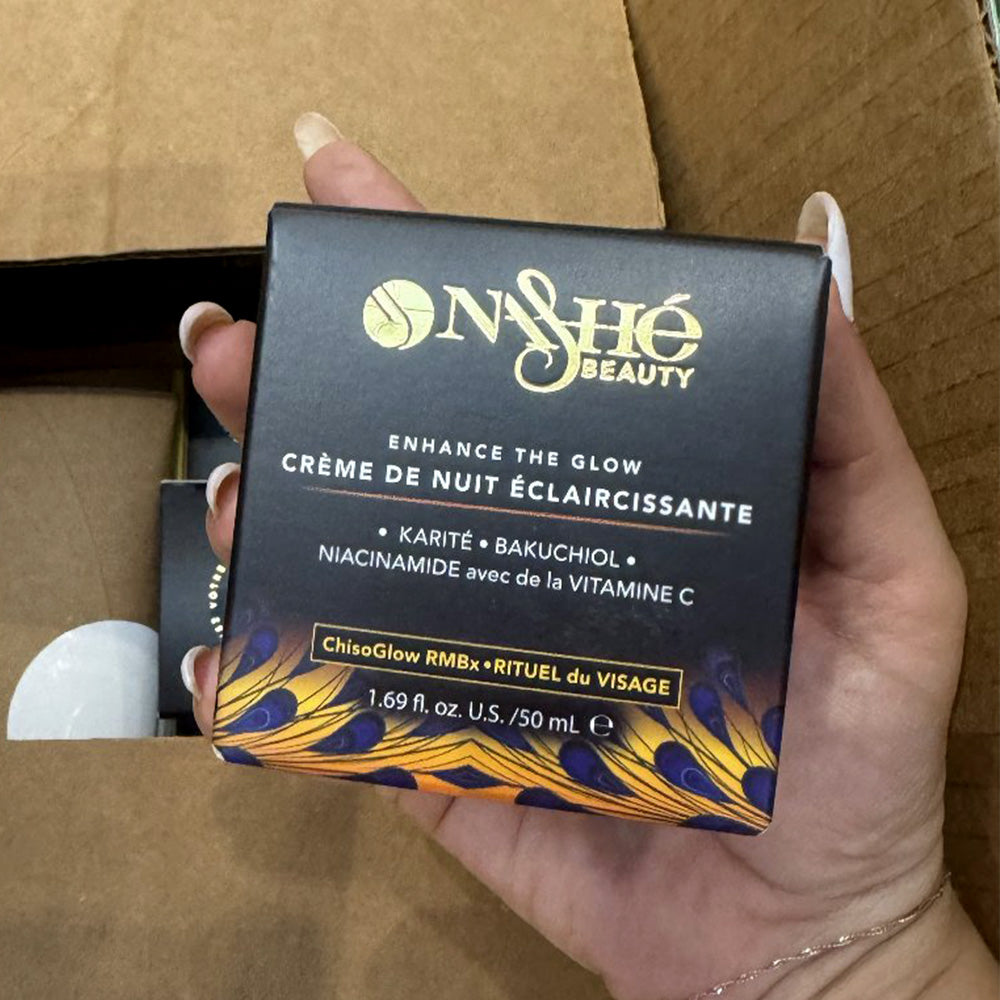 NASHé
BEAUTY
ENHANCE THE GLOW
CRÈME DE NUIT ÉCLAIRCISSANTE
• KARITÉ • BAKUCHIOL •
NIACINAMIDE avec de la VITAMINE C
ChisoGlow RMBx • RITUEL du VISAGE
1.69 fl. oz. U.S. /50 mL ℮